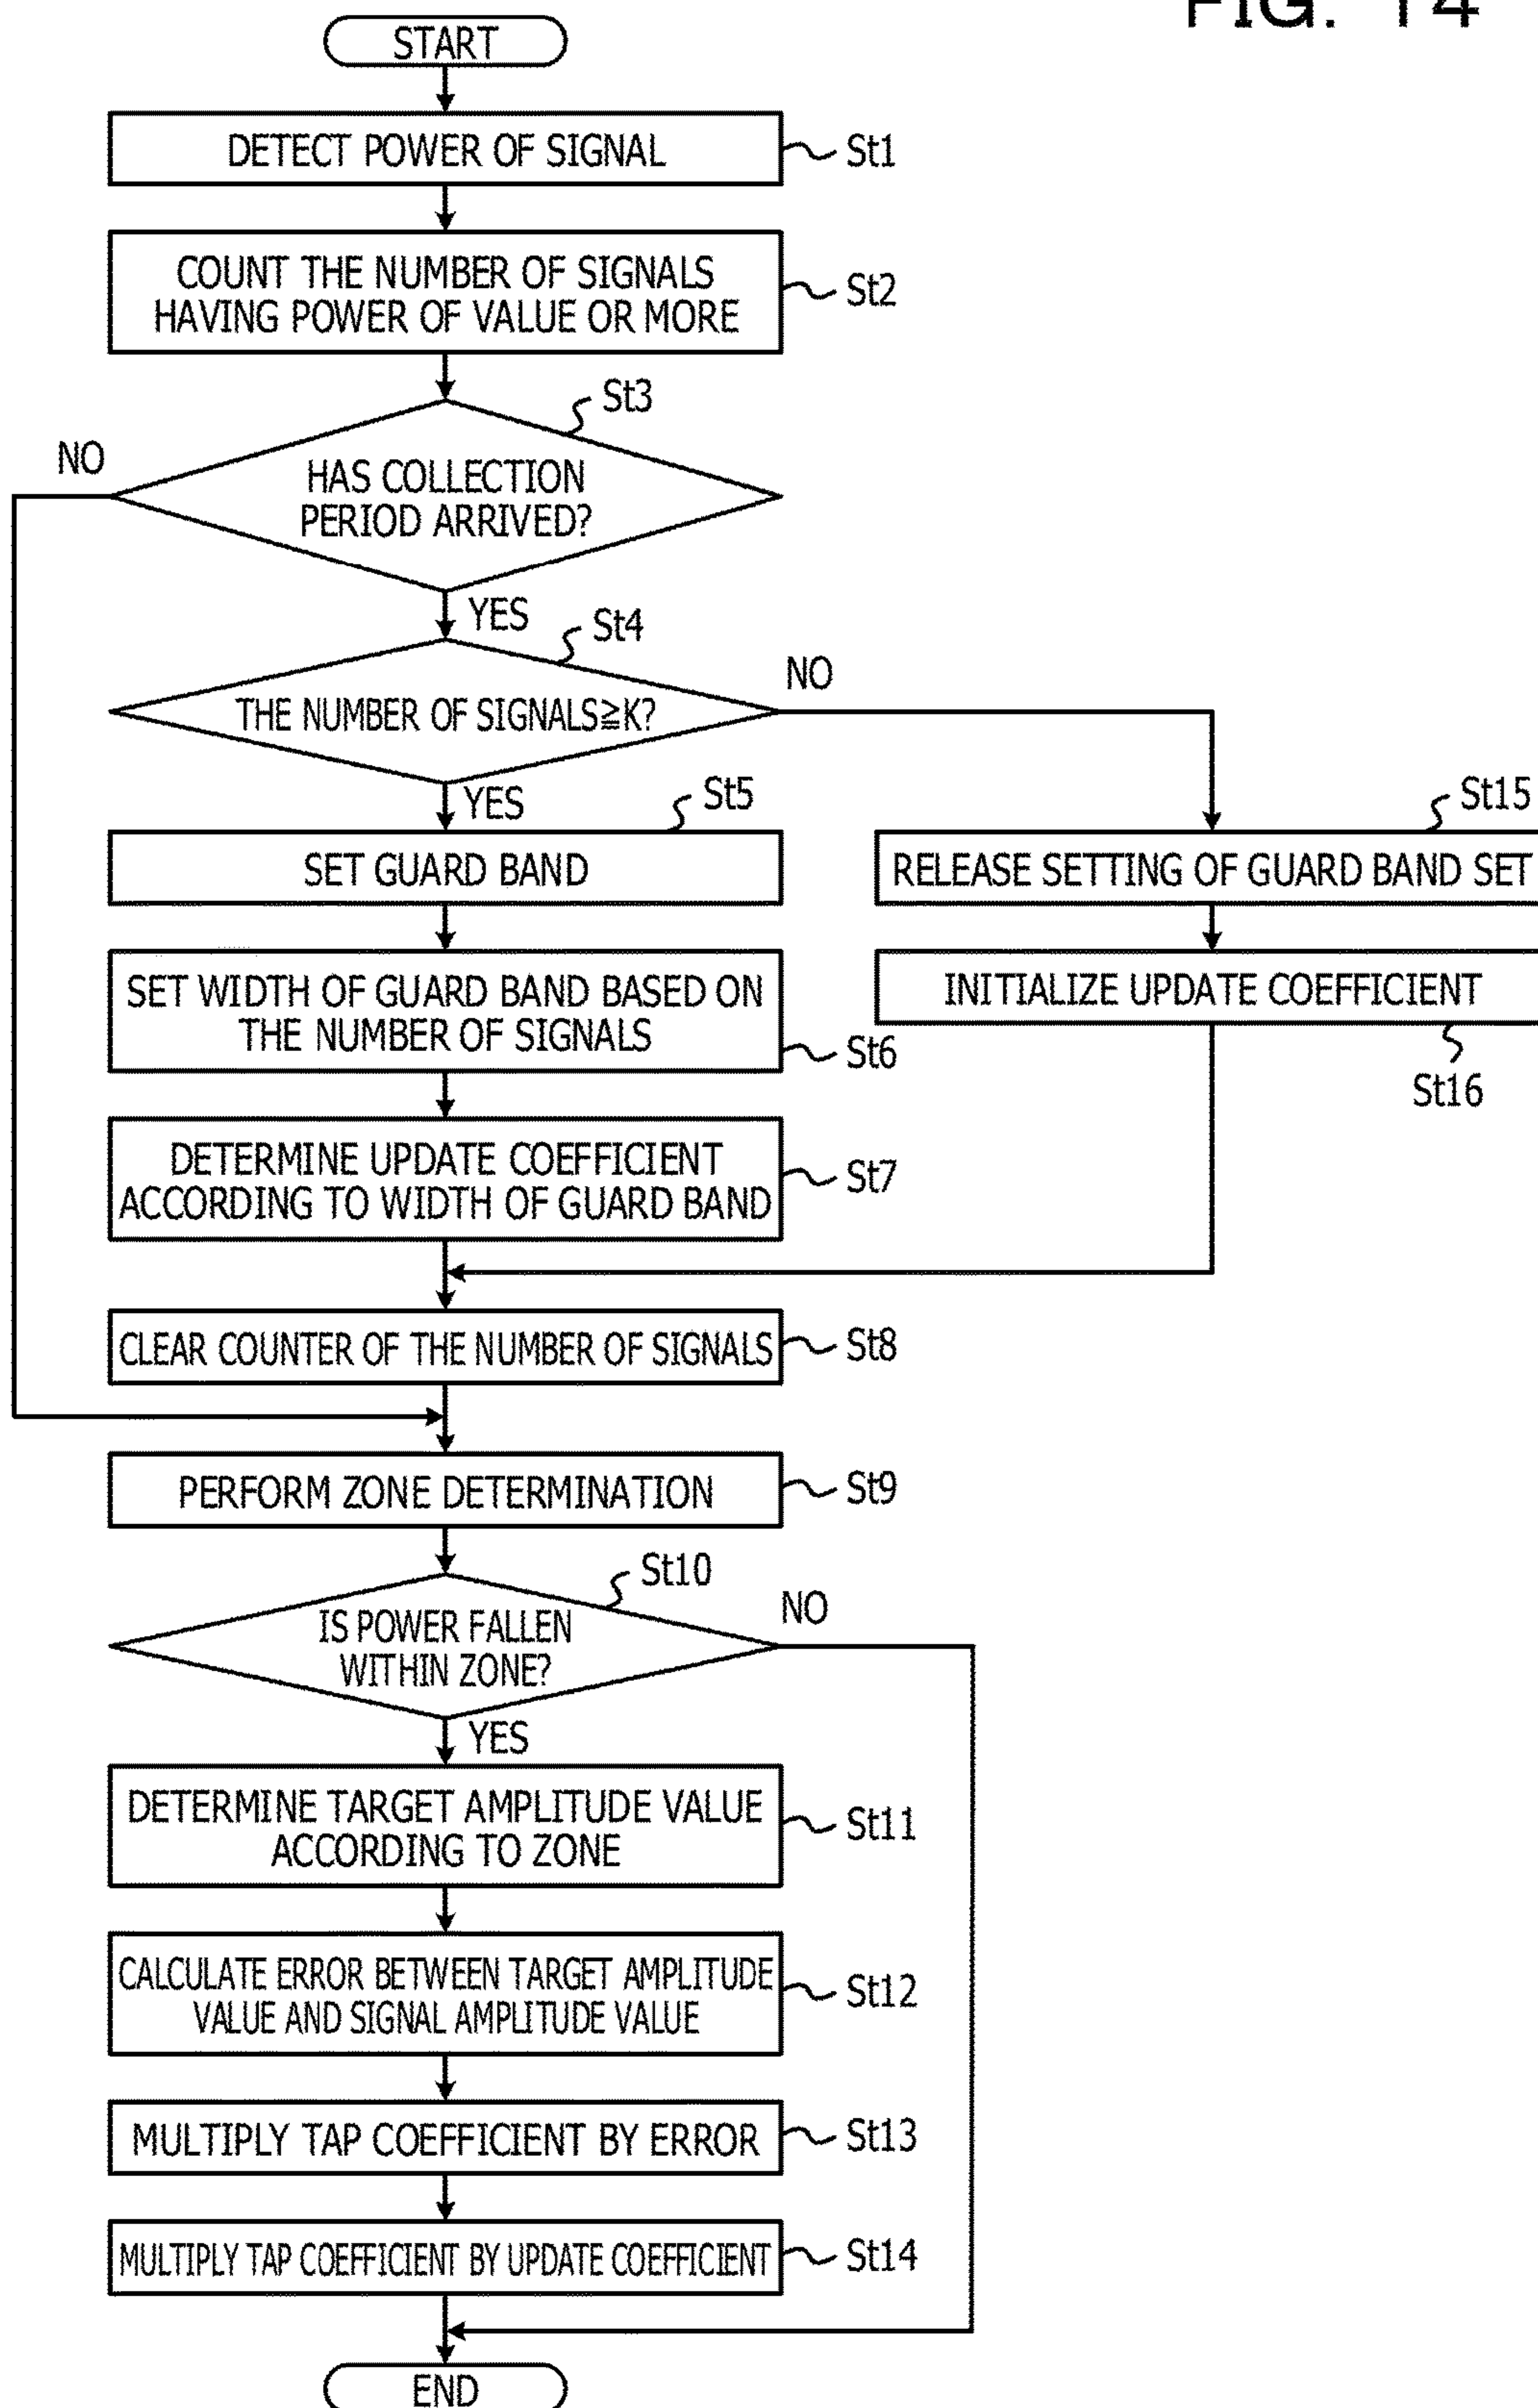 FIG. 14
START
DETECT POWER OF SIGNAL
St1
COUNT THE NUMBER OF SIGNALS
HAVING POWER OF VALUE OR MORE
St2
St3
NO
HAS COLLECTION
PERIOD ARRIVED?
YES
St4
NO
THE NUMBER OF SIGNALS≧K?
YES
St5
SET GUARD BAND
St15
RELEASE SETTING OF GUARD BAND SET
SET WIDTH OF GUARD BAND BASED ON
THE NUMBER OF SIGNALS
St6
INITIALIZE UPDATE COEFFICIENT
St16
DETERMINE UPDATE COEFFICIENT
ACCORDING TO WIDTH OF GUARD BAND
St7
CLEAR COUNTER OF THE NUMBER OF SIGNALS
St8
PERFORM ZONE DETERMINATION
St9
St10
NO
IS POWER FALLEN
WITHIN ZONE?
YES
DETERMINE TARGET AMPLITUDE VALUE
ACCORDING TO ZONE
St11
CALCULATE ERROR BETWEEN TARGET AMPLITUDE
VALUE AND SIGNAL AMPLITUDE VALUE
St12
MULTIPLY TAP COEFFICIENT BY ERROR
St13
MULTIPLY TAP COEFFICIENT BY UPDATE COEFFICIENT
St14
END